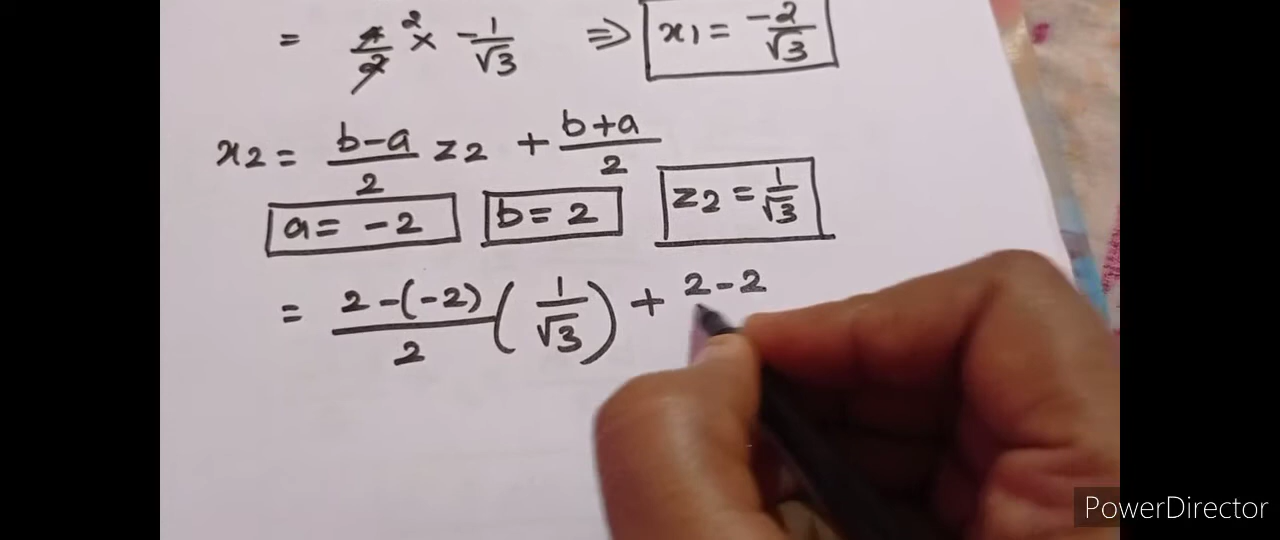 = 4/2 2 × -1/√3 ⇒ x1 = -2/√3
x2 = b-a/2 z2 + b+a/2
a = -2 b = 2 z2 = 1/√3
= 2-(-2)/2 (1/√3) + 2-2
PowerDirector